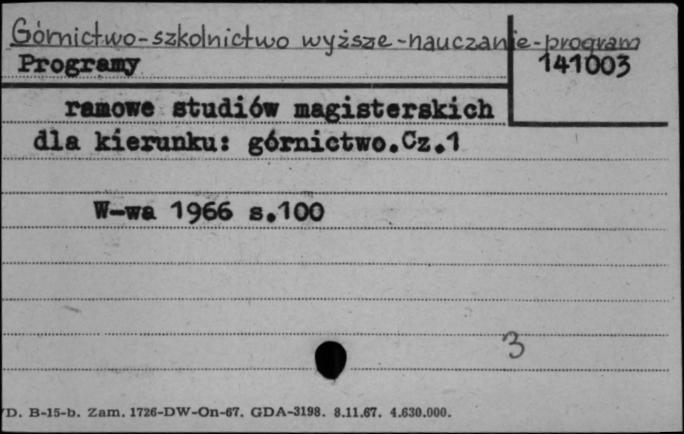 Górnictwo-szkolnictwo wyższe-nauczanie-program
Programy
141003
ramowe studiów magisterskich
dla kierunku: górnictwo.Cz.1
W-wa 1966 s.100
3
D. B-15-b. Zam. 1726-DW-On-67. GDA-3198. 8.11.67. 4.630.000.